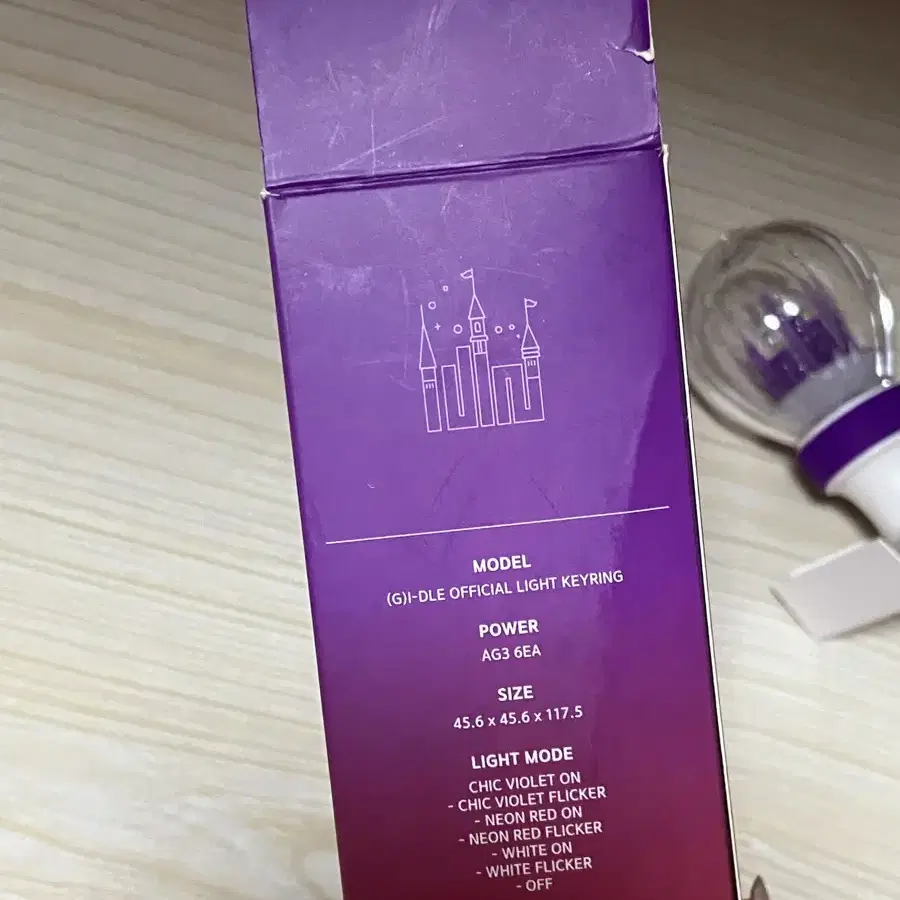 MODEL
(G)I-DLE OFFICIAL LIGHT KEYRING
POWER
AG3 6EA
SIZE
45.6 x 45.6 x 117.5
LIGHT MODE
CHIC VIOLET ON
- CHIC VIOLET FLICKER
- NEON RED ON
- NEON RED FLICKER
- WHITE ON
- WHITE FLICKER
- OFF